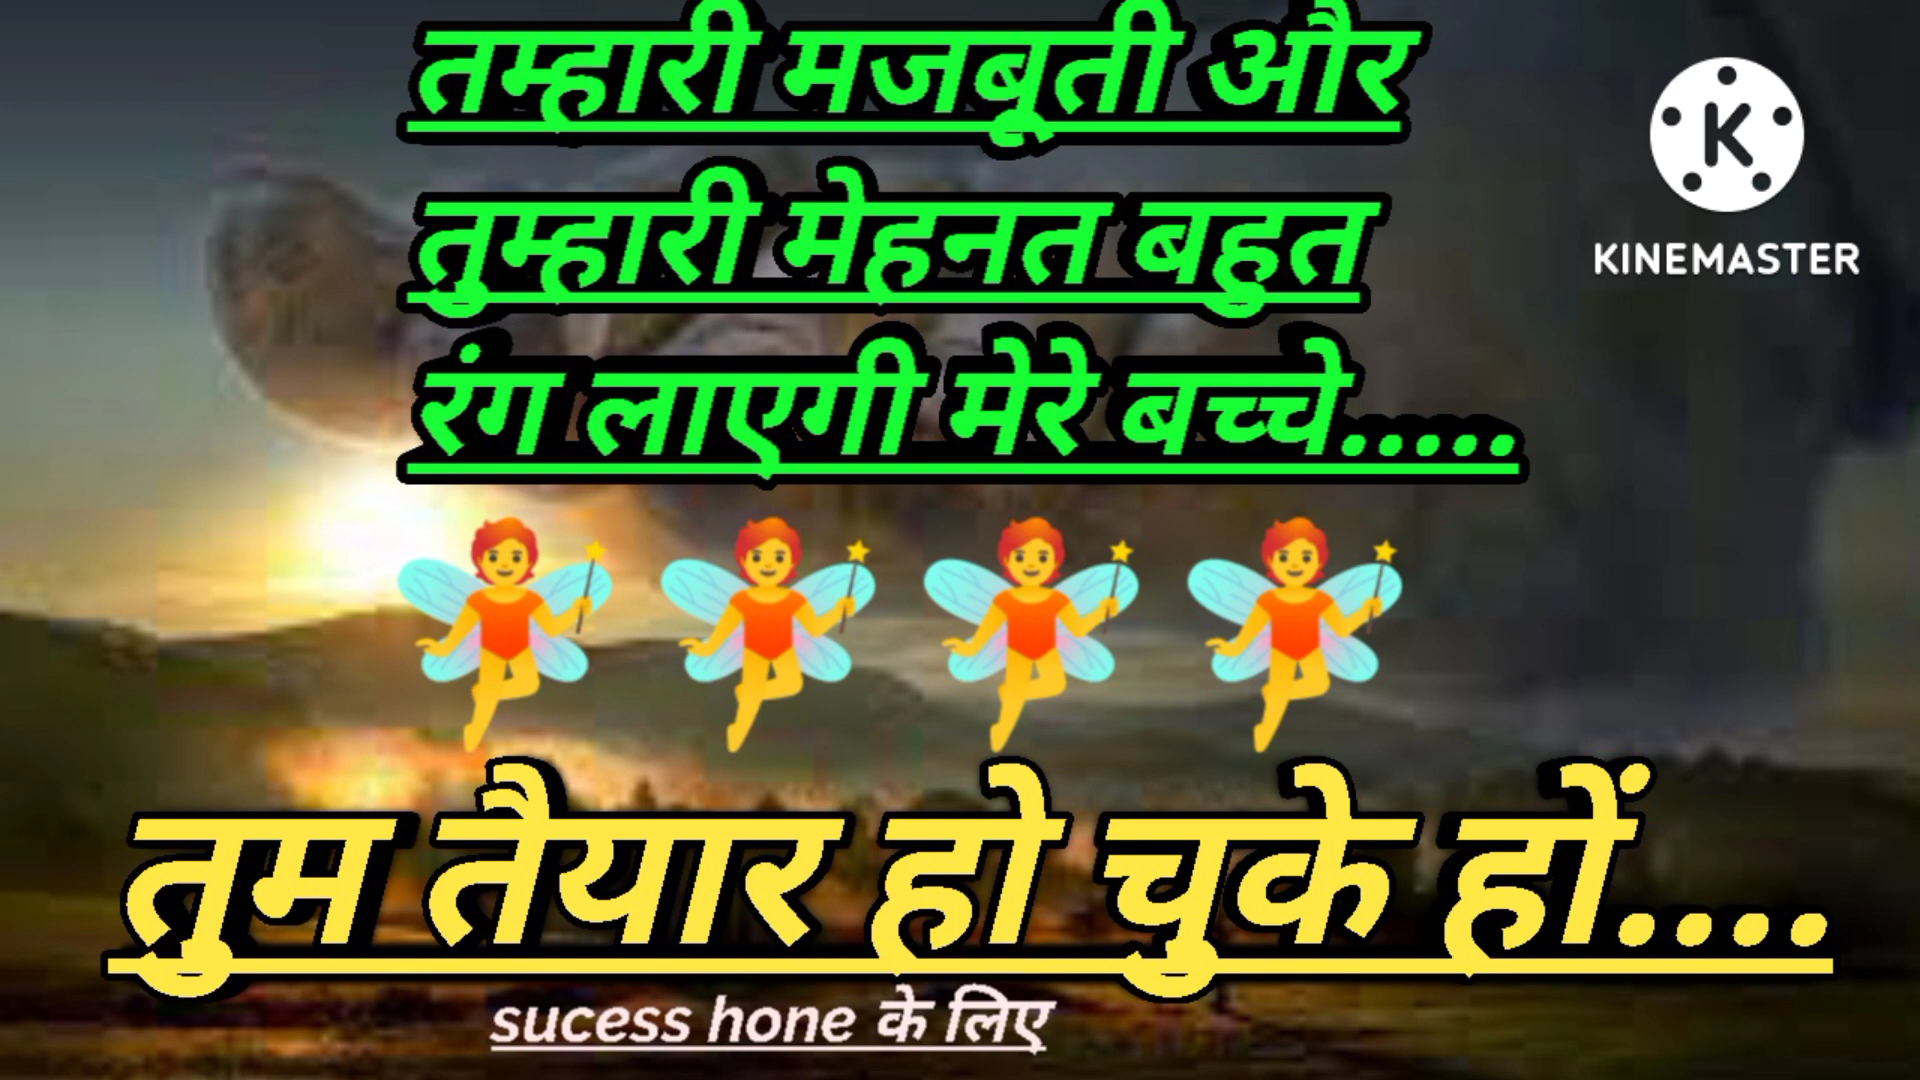 तम्हारी मजबूती और
K
KINEMASTER
तुम्हारी मेहनत बहुत
रंग लाएगी मेरे बच्चे.....
तुम तैयार हो चुके हों....
sucess hone के लिए